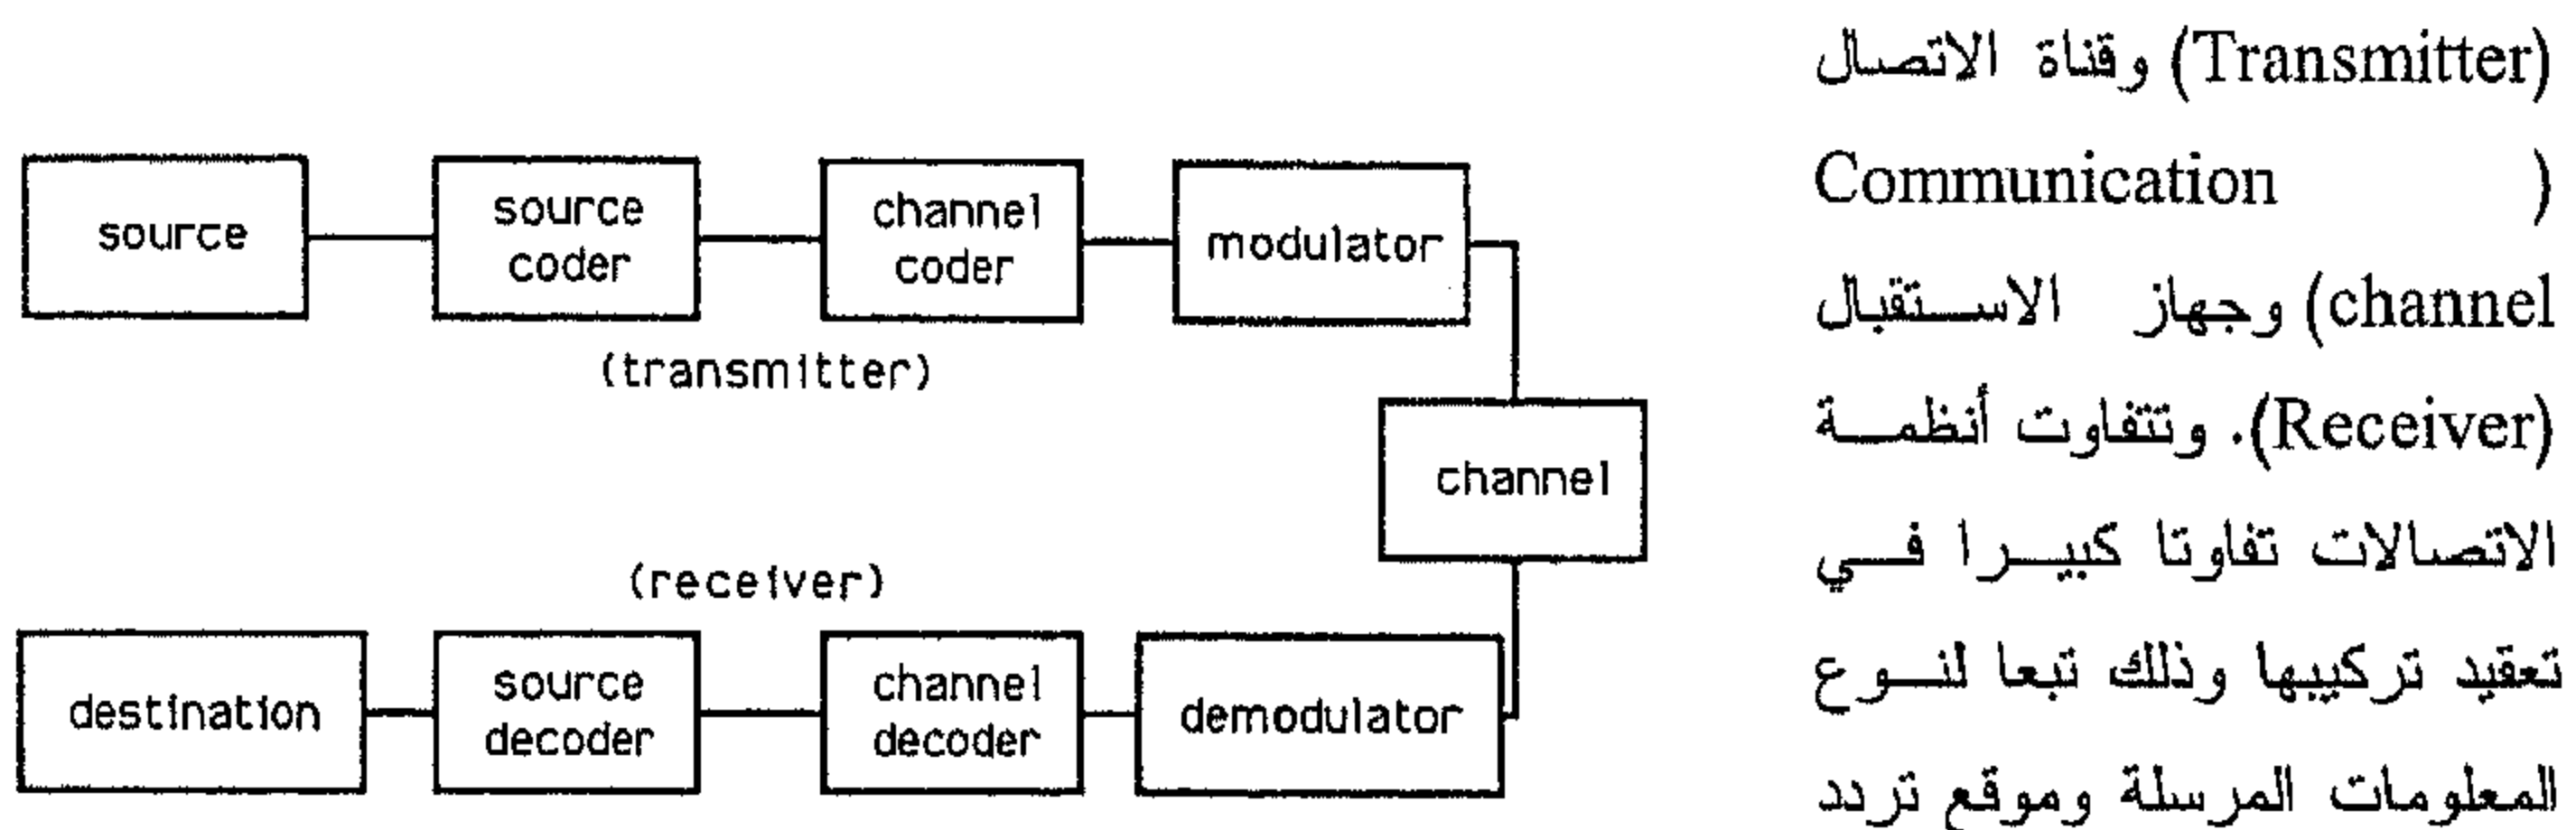 (Transmitter) وقناة الاتصال
( Communication
channel) وجهاز الاستقبال
(Receiver). وتتفاوت أنظمة
الاتصالات تفاوتا كبيرا في
تعقيد تركيبها وذلك تبعا لنوع
المعلومات المرسلة وموقع تردد
source
source
coder
channel
coder
modulator
(transmitter)
channel
(receiver)
destination
source
decoder
channel
decoder
demodulator